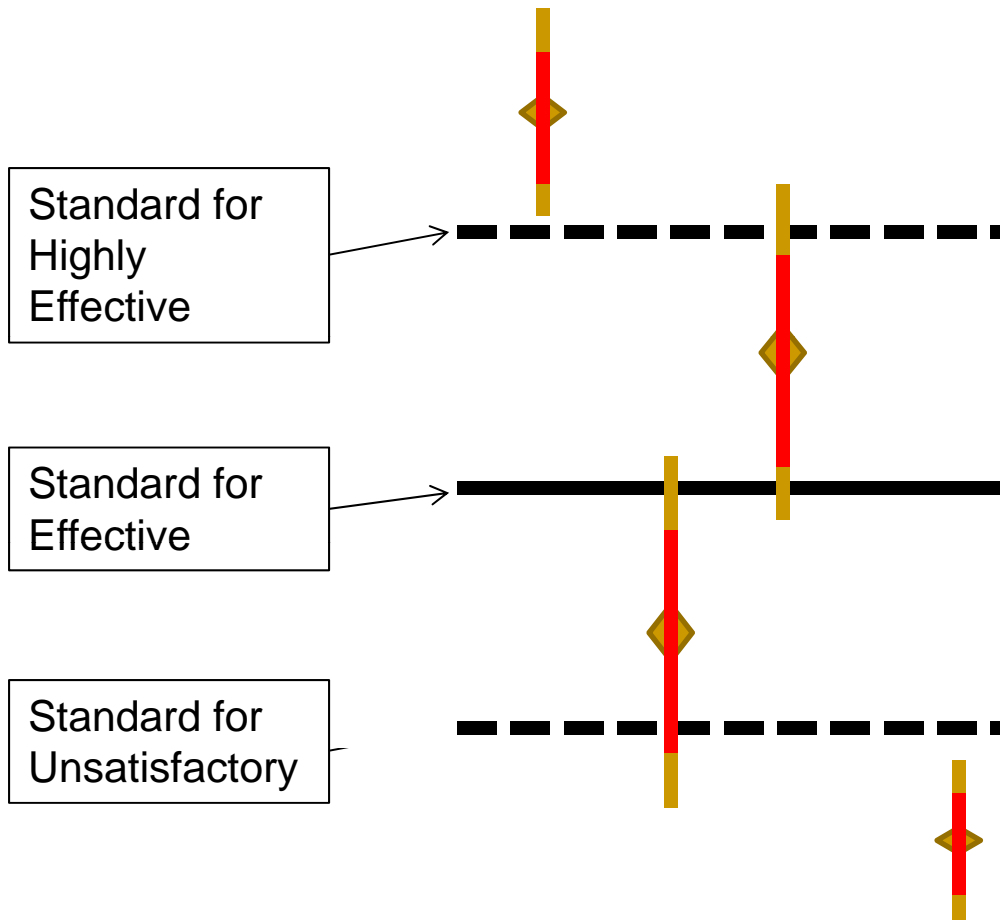 Standard for
Highly
Effective
Standard for
Effective
Standard for
Unsatisfactory